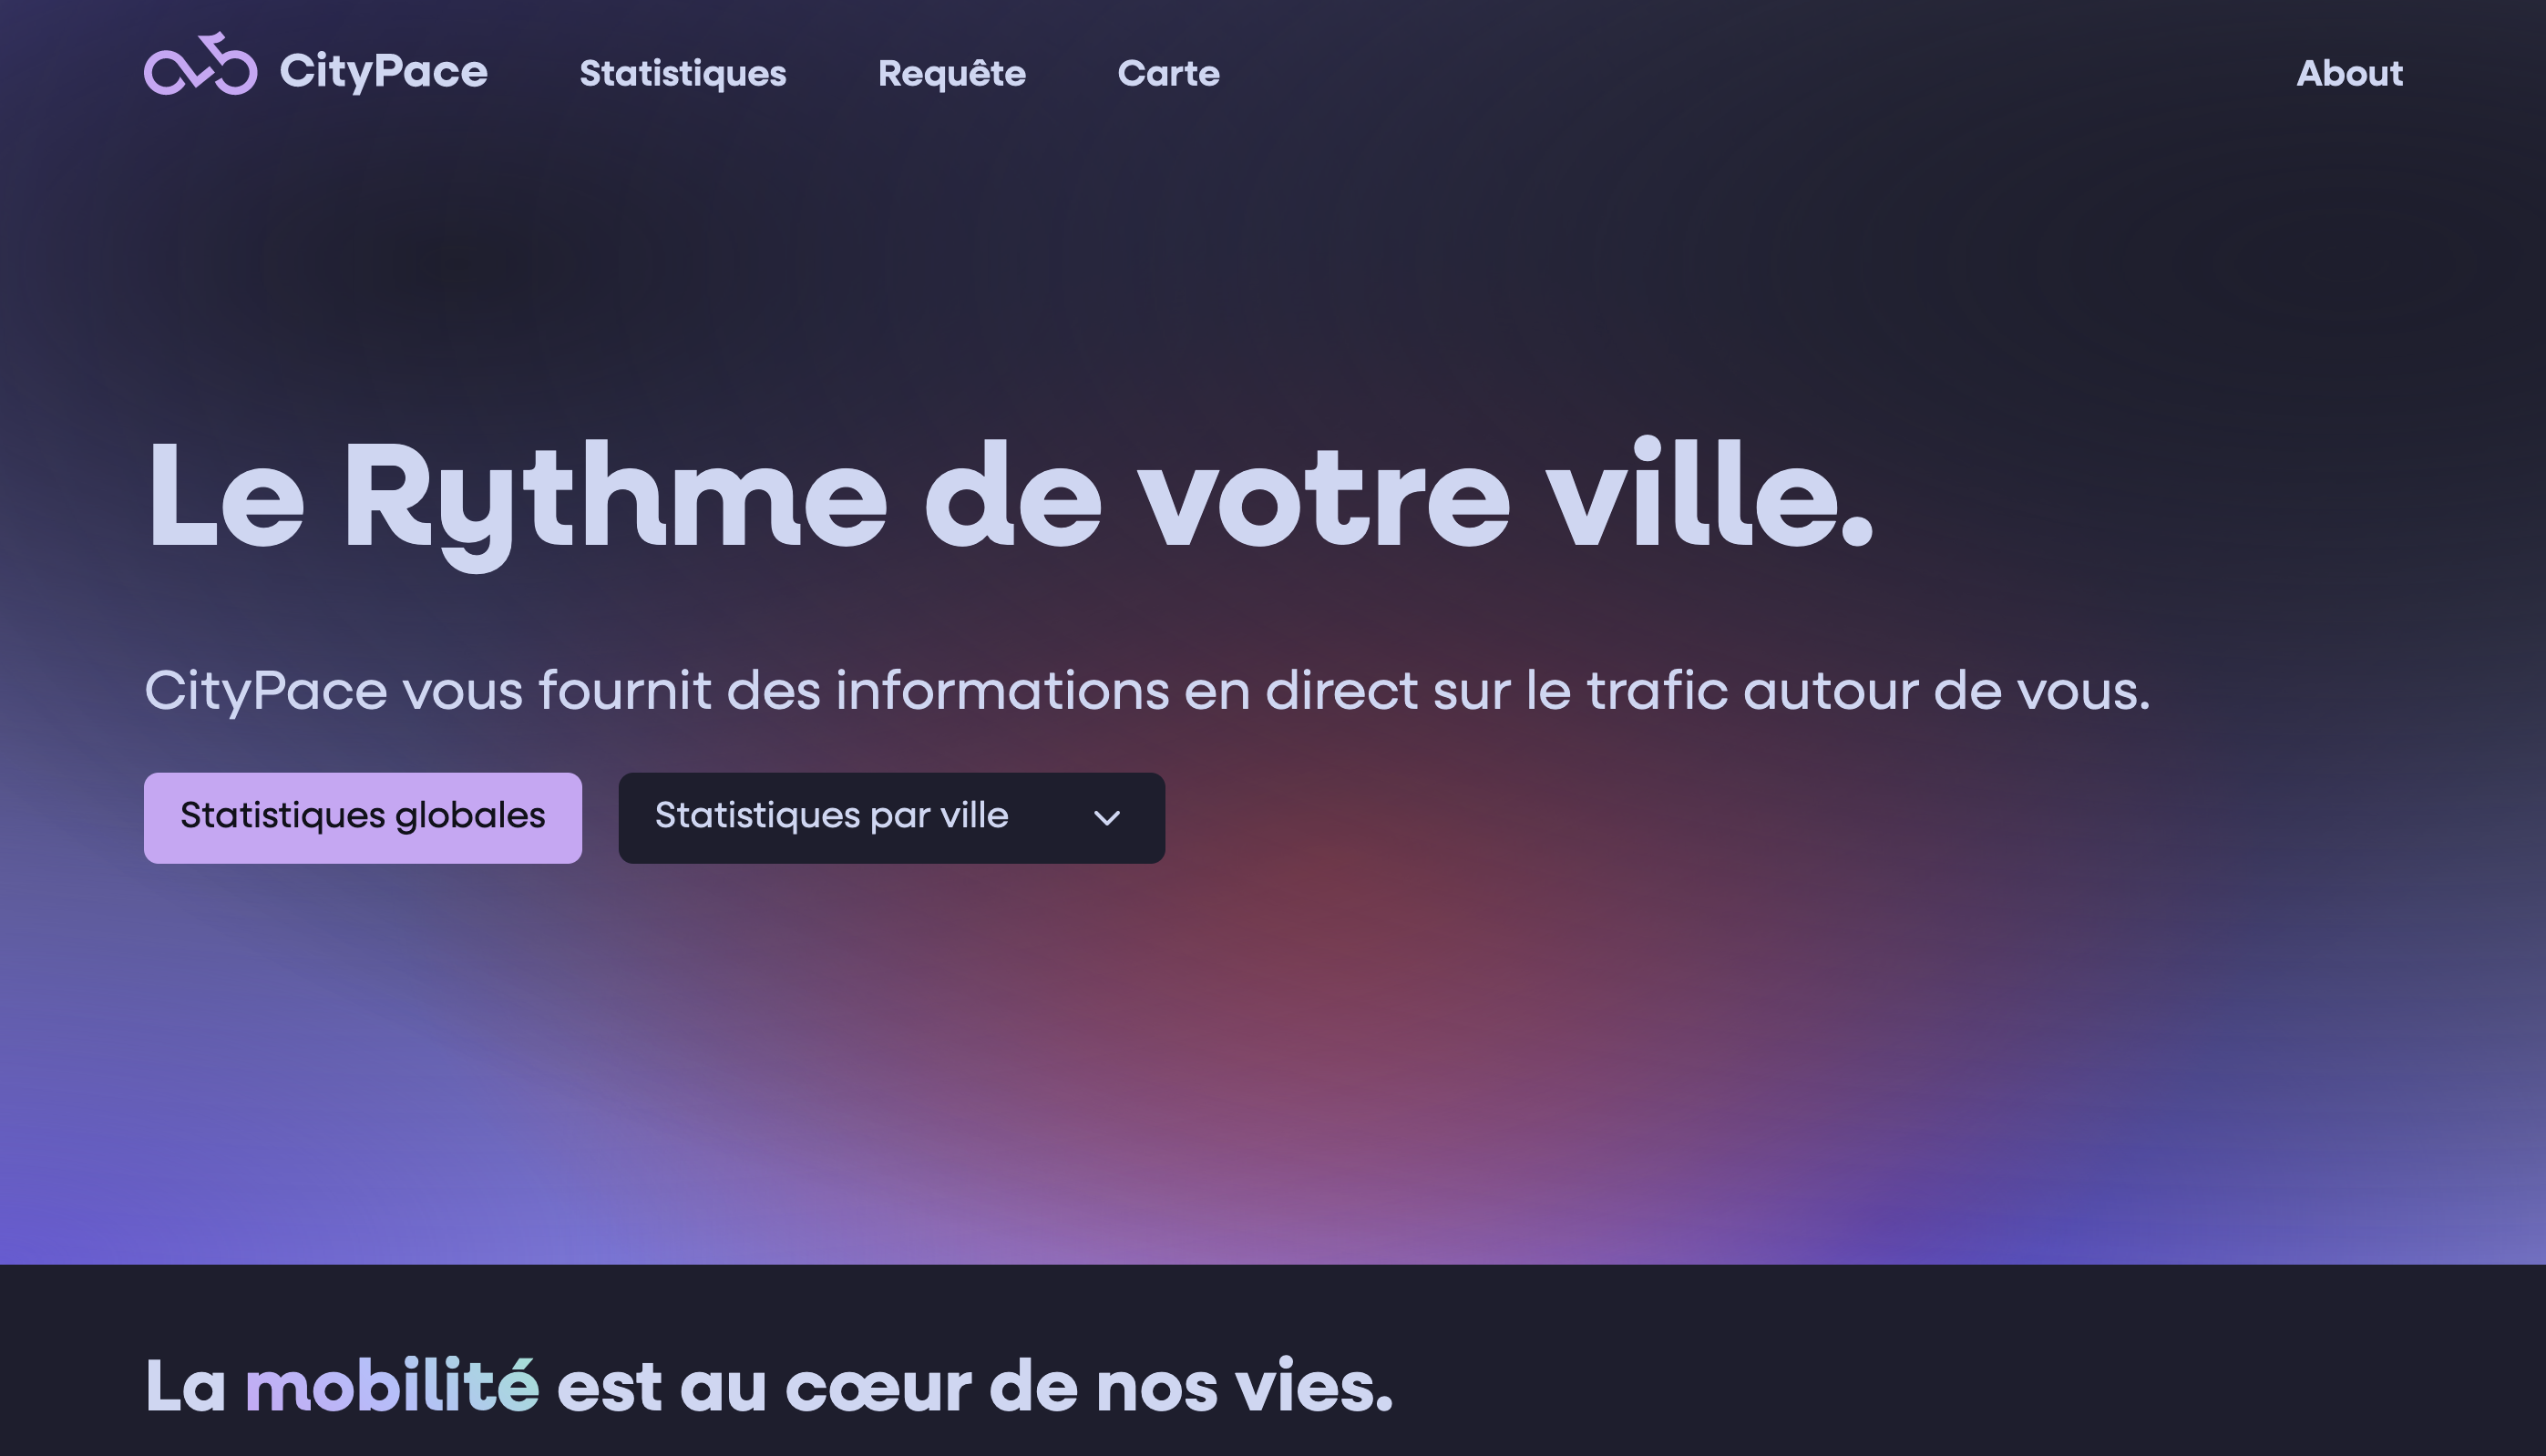 CityPace Statistiques Requête Carte About
Le Rythme de votre ville.
CityPace vous fournit des informations en direct sur le trafic autour de vous.
Statistiques globales Statistiques par ville
La mobilité est au cœur de nos vies.